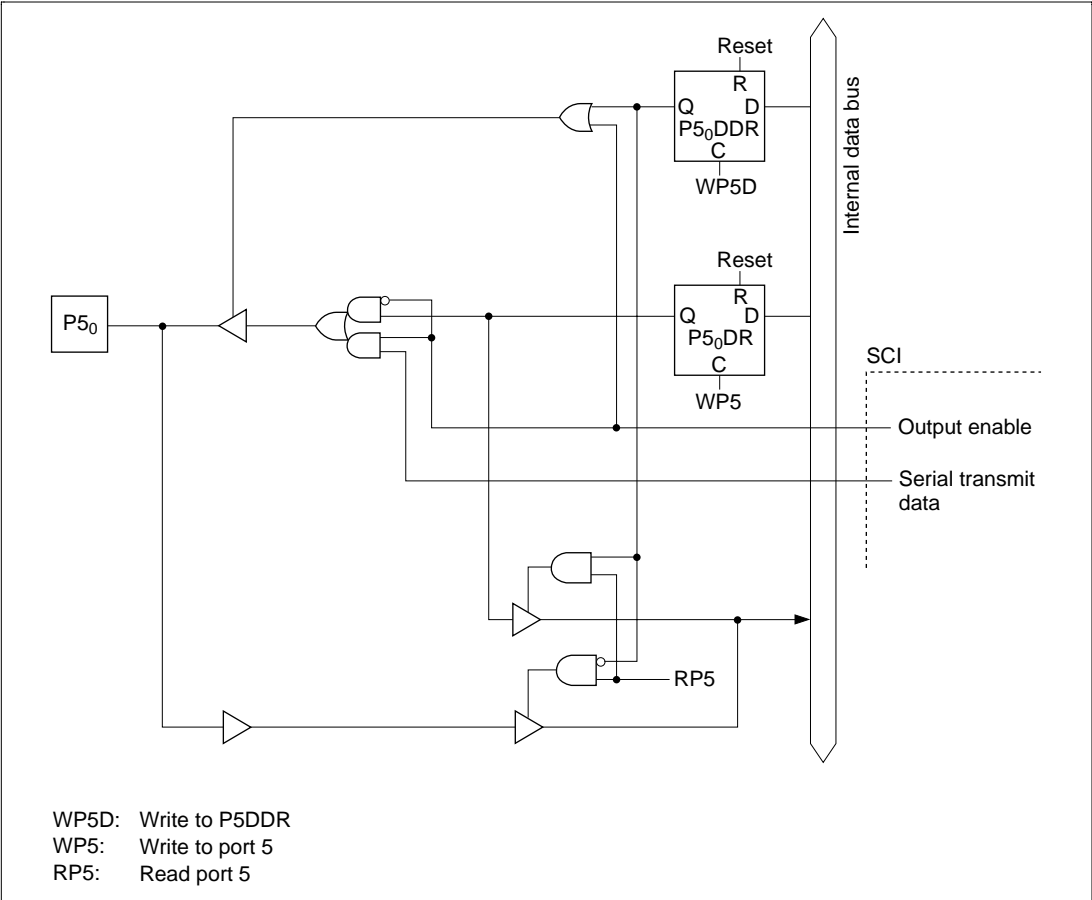 Reset
R
Q D
P5₀DDR
C
WP5D
Internal data bus
Reset
R
Q D
P5₀DR
C
WP5
P5₀
SCI
Output enable
Serial transmit
data
RP5
WP5D: Write to P5DDR
WP5: Write to port 5
RP5: Read port 5